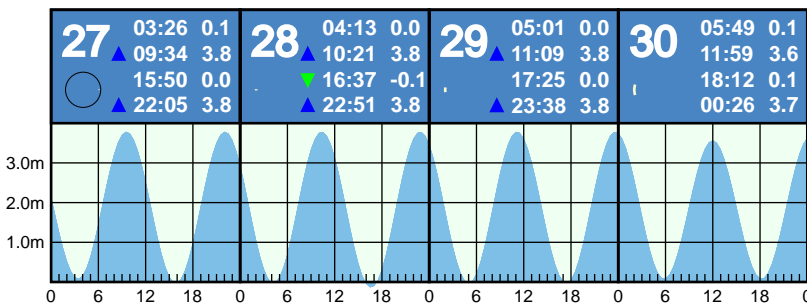 27 03:26 0.1
▲ 09:34 3.8
15:50 0.0
▲ 22:05 3.8
28 04:13 0.0
▲ 10:21 3.8
▼ 16:37 -0.1
▲ 22:51 3.8
29 05:01 0.0
▲ 11:09 3.8
17:25 0.0
▲ 23:38 3.8
30 05:49 0.1
11:59 3.6
18:12 0.1
00:26 3.7
3.0m
2.0m
1.0m
0 6 12 18 0 6 12 18 0 6 12 18 0 6 12 18 0